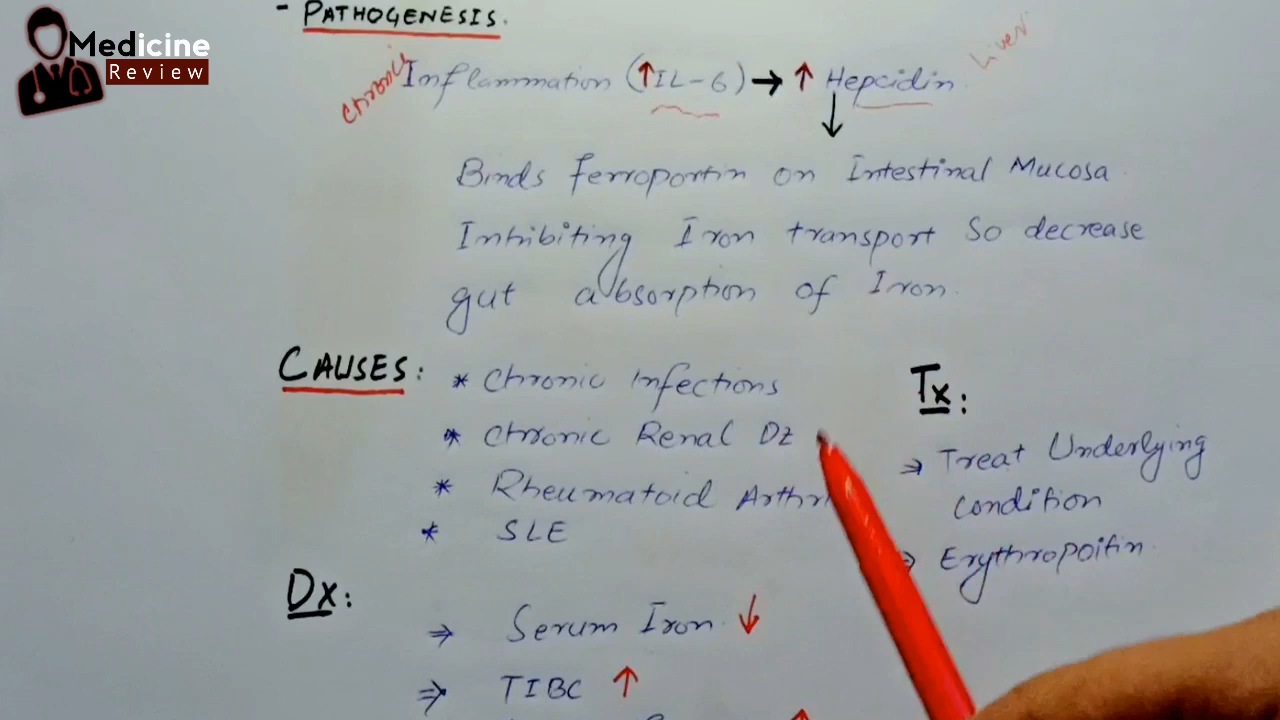 Medicine
Review
- PATHOGENESIS.
Chronic Inflammation (↑IL-6) → ↑ Hepcidin Liver
↓
Binds ferroportin on Intestinal Mucosa.
Inhibiting Iron transport so decrease
gut absorption of Iron.
CAUSES:
* Chronic Infections
* Chronic Renal Dz
* Rheumatoid Arthri
* SLE
Tx:
⇒ Treat Underlying
condition
⇒ Erythropoitin.
Dx:
⇒ Serum Iron ↓
⇒ TIBC ↑